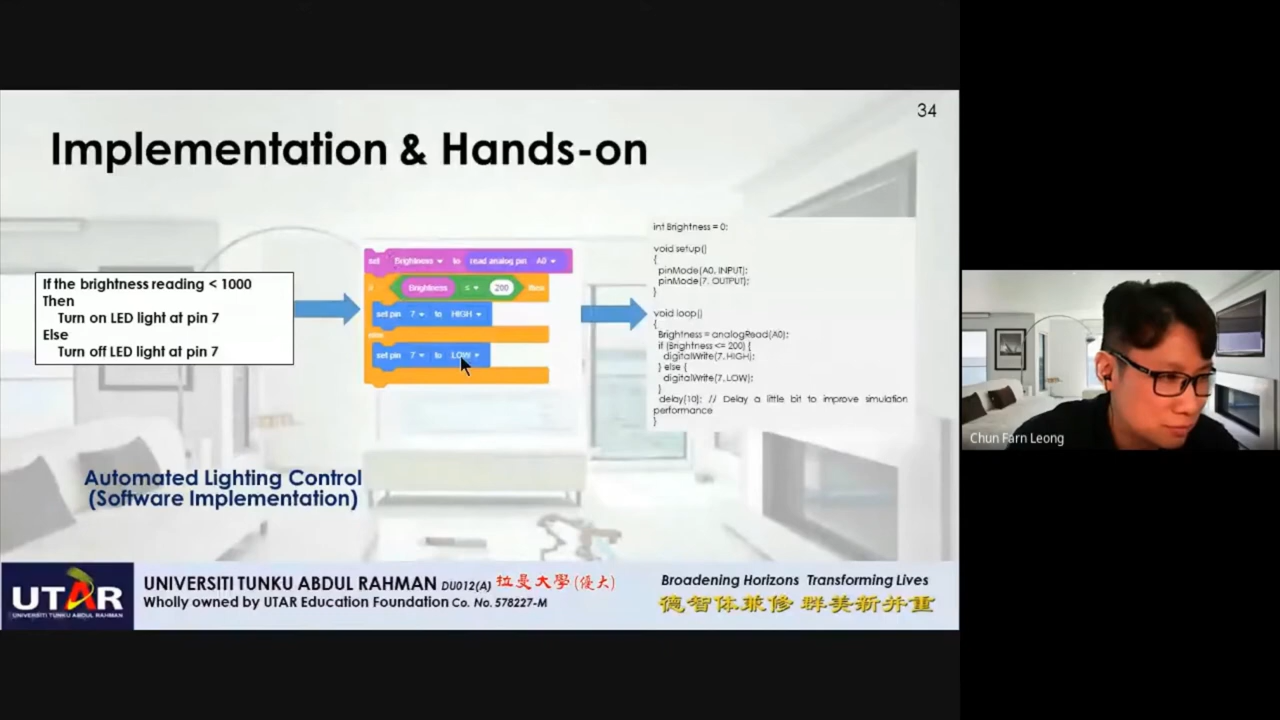 34
Implementation & Hands-on
If the brightness reading < 1000
Then
Turn on LED light at pin 7
Else
Turn off LED light at pin 7
set Brightness to read analog pin A0
if Brightness ≤ 200 then
set pin 7 to HIGH
else
set pin 7 to LOW
int Brightness = 0;
void setup()
{
pinMode(A0, INPUT);
pinMode(7, OUTPUT);
}
void loop()
{
Brightness = analogRead(A0);
if (Brightness <= 200) {
digitalWrite(7, HIGH);
} else {
digitalWrite(7, LOW);
}
delay(10); // Delay a little bit to improve simulation
performance
}
Automated Lighting Control
(Software Implementation)
Chun Farn Leong
UTAR
UNIVERSITI TUNKU ABDUL RAHMAN
UNIVERSITI TUNKU ABDUL RAHMAN DU012(A) 拉曼大學(優大)
Wholly owned by UTAR Education Foundation Co. No. 578227-M
Broadening Horizons Transforming Lives
德智体兼修 群美新并重